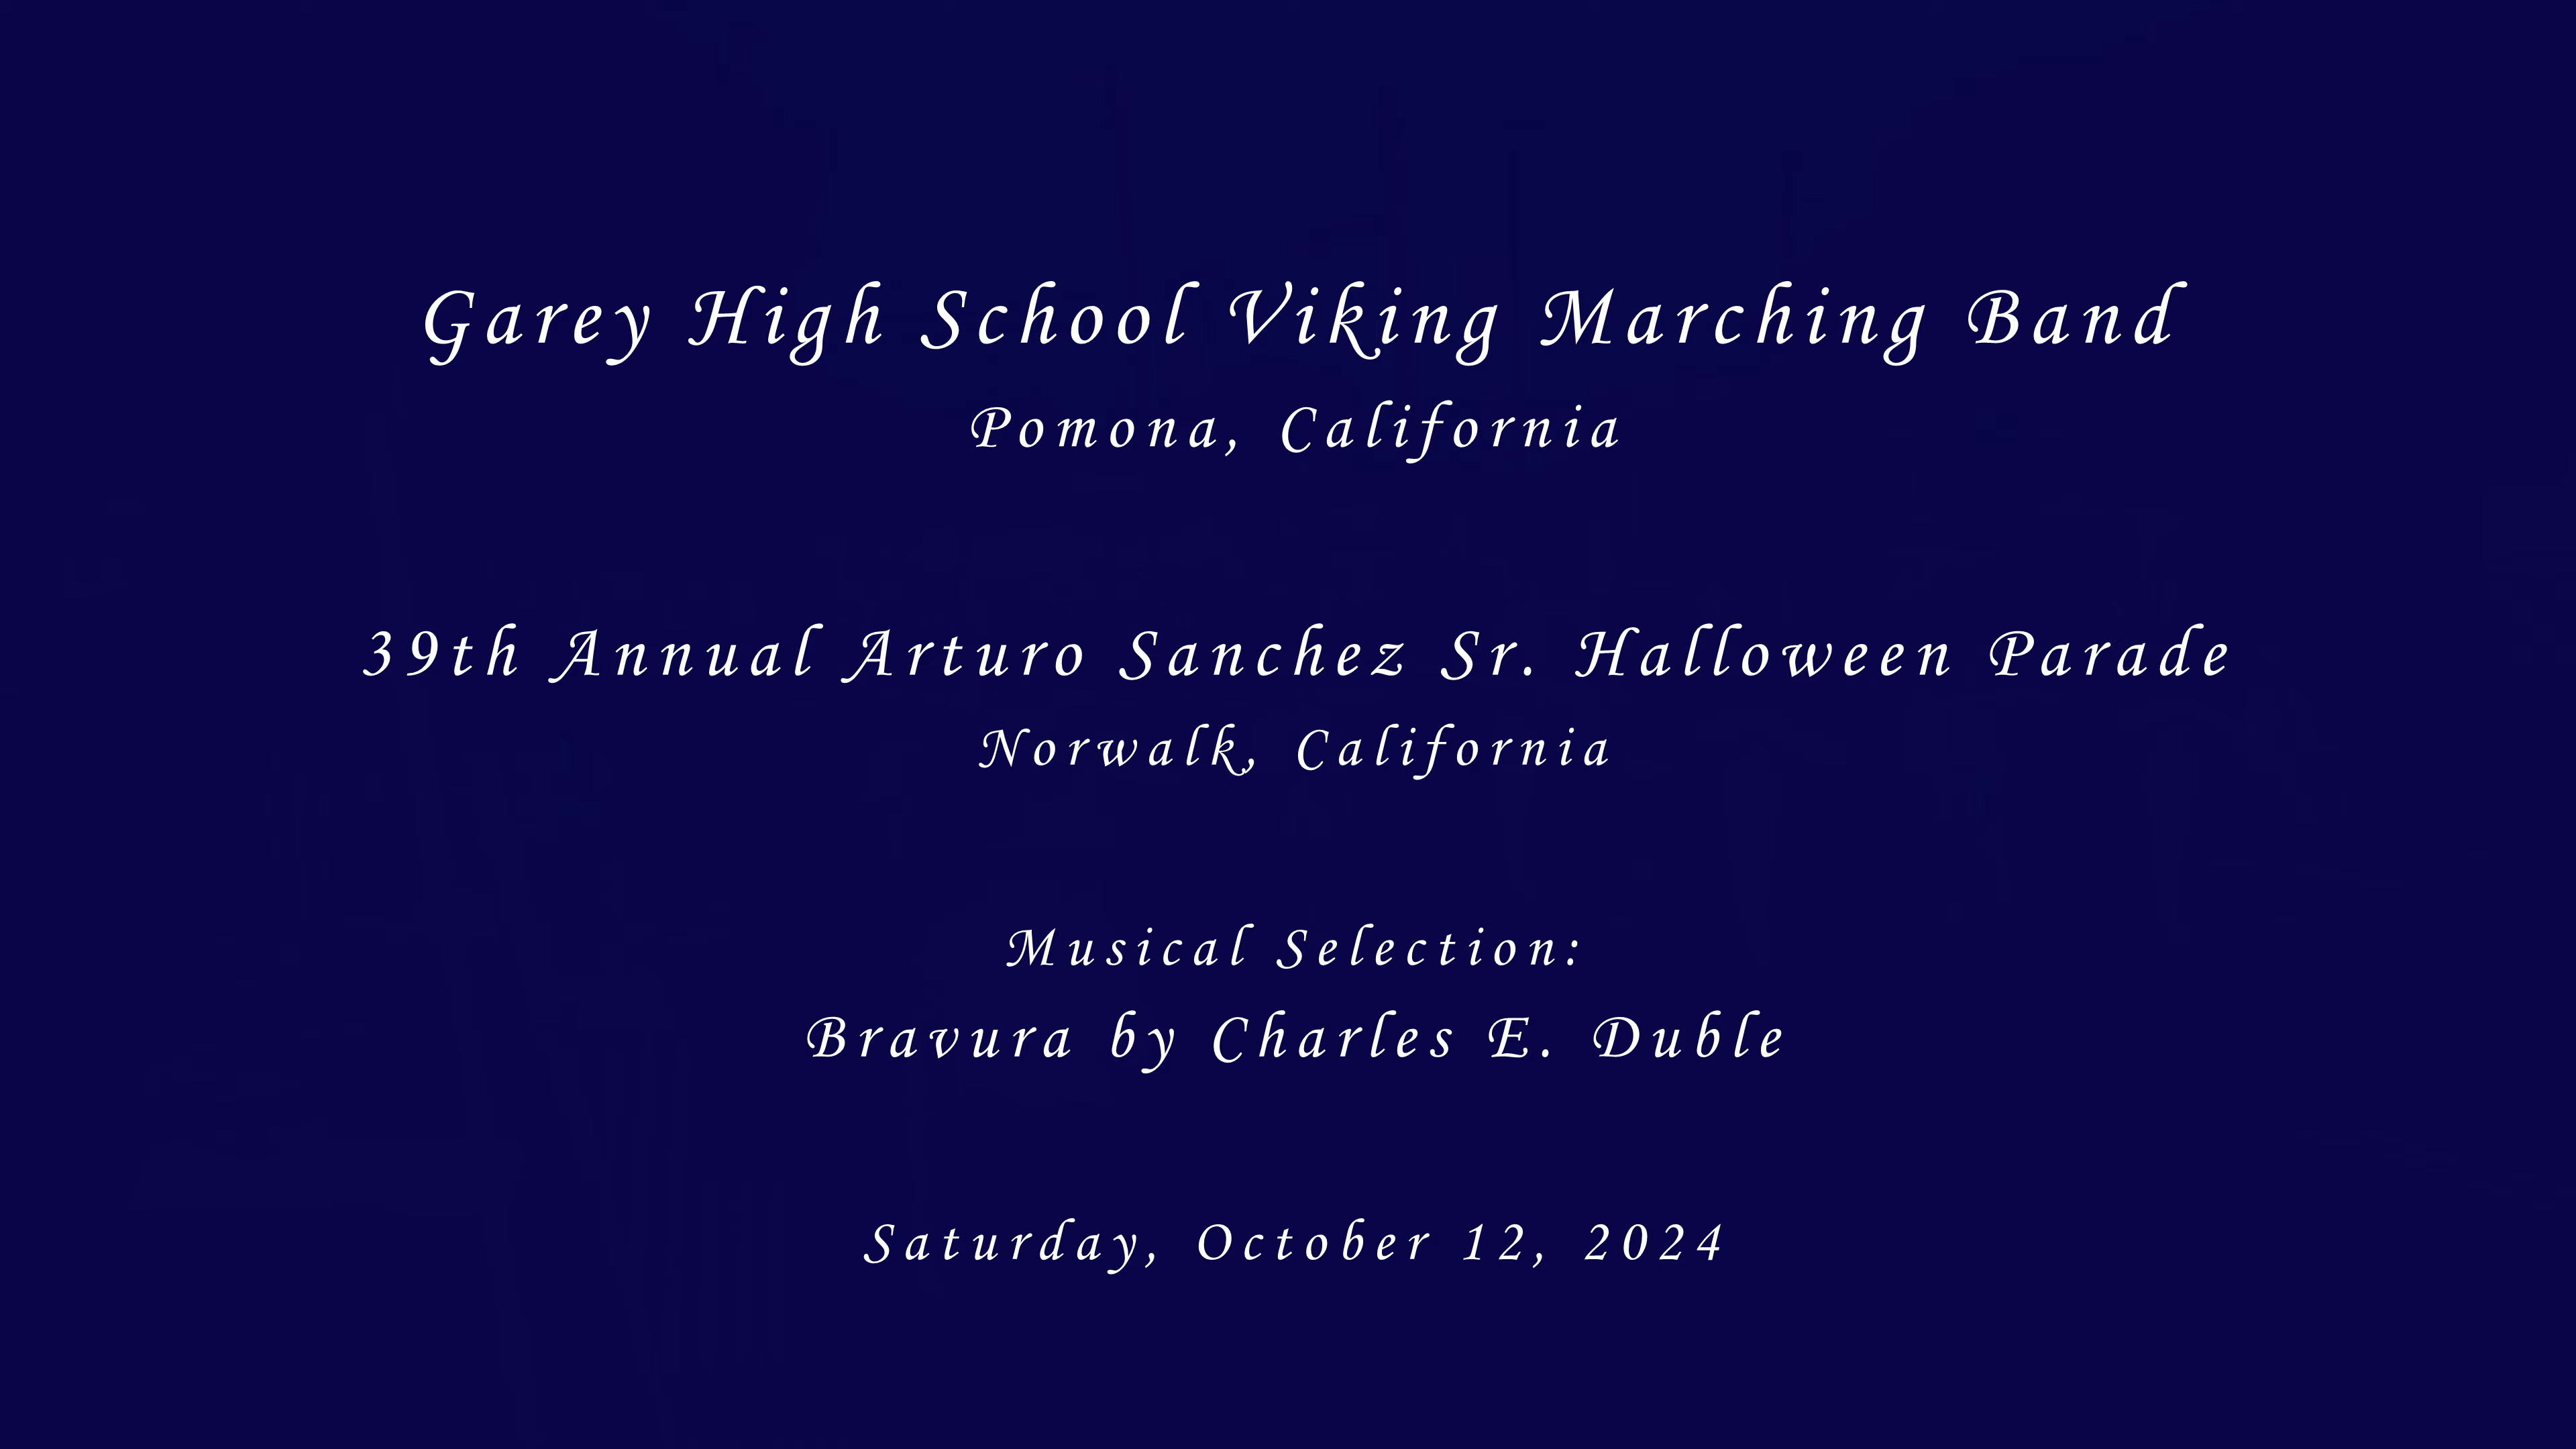 Garey High School Viking Marching Band
Pomona, California
39th Annual Arturo Sanchez Sr. Halloween Parade
Norwalk, California
Musical Selection:
Bravura by Charles E. Duble
Saturday, October 12, 2024